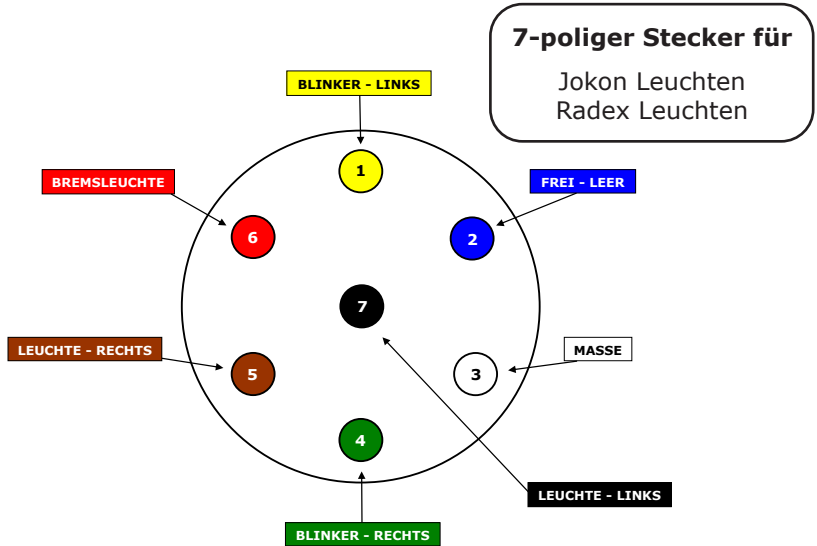 7-poliger Stecker für
Jokon Leuchten
Radex Leuchten
BLINKER - LINKS
1
BREMSLEUCHTE
FREI - LEER
6
2
7
LEUCHTE - RECHTS
MASSE
5
3
4
LEUCHTE - LINKS
BLINKER - RECHTS